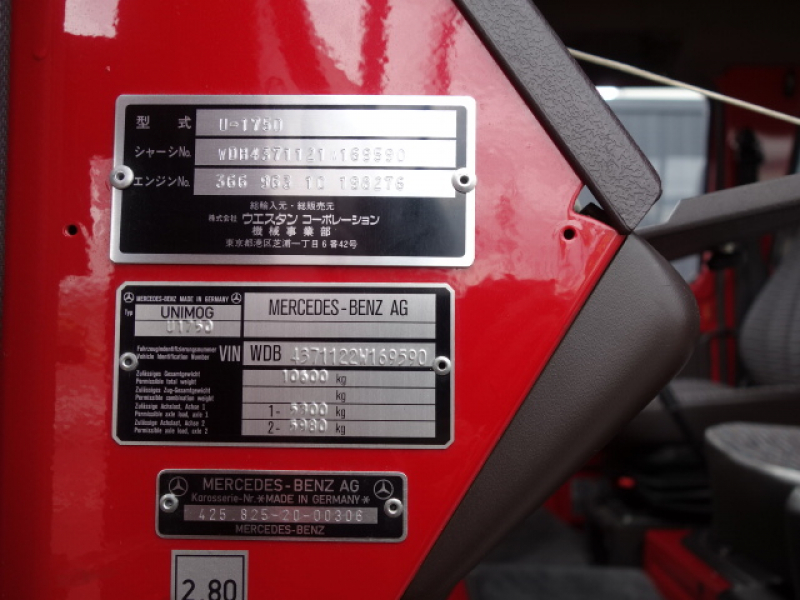 型式 U-1750
シャーシNo. WDB4371121W169590
エンジンNo. 366 963 10 198276
総輸入元・総販売元
株式会社 ウエスタン コーポレーション
機械事業部
東京都港区芝浦一丁目6番42号
MERCEDES-BENZ MADE IN GERMANY
Typ UNIMOG
U1750
MERCEDES-BENZ AG
Fahrzeugidentifizierungsnummer
Vehicle Identification Number VIN WDB 4371122W169590
Zulässiges Gesamtgewicht
Permissible total weight 10600 kg
Zulässiges Zug-Gesamtgewicht
Permissible combination weight kg
Zulässige Achslast, Achse 1
Permissible axle load, axle 1 1- 5300 kg
Zulässige Achslast, Achse 2
Permissible axle load, axle 2 2- kg
MERCEDES-BENZ AG
Karosserie-Nr.*MADE IN GERMANY*
425.825-20-00306
MERCEDES-BENZ
2.80